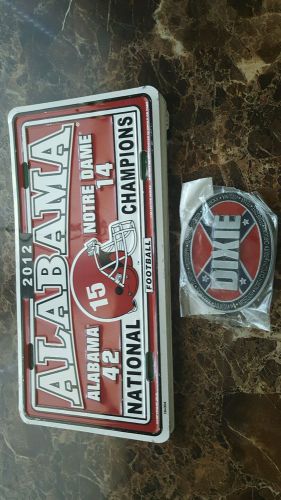 2012
ALABAMA
ALABAMA NOTRE DAME
42 15 14
NATIONAL FOOTBALL CHAMPIONS
DIXIE